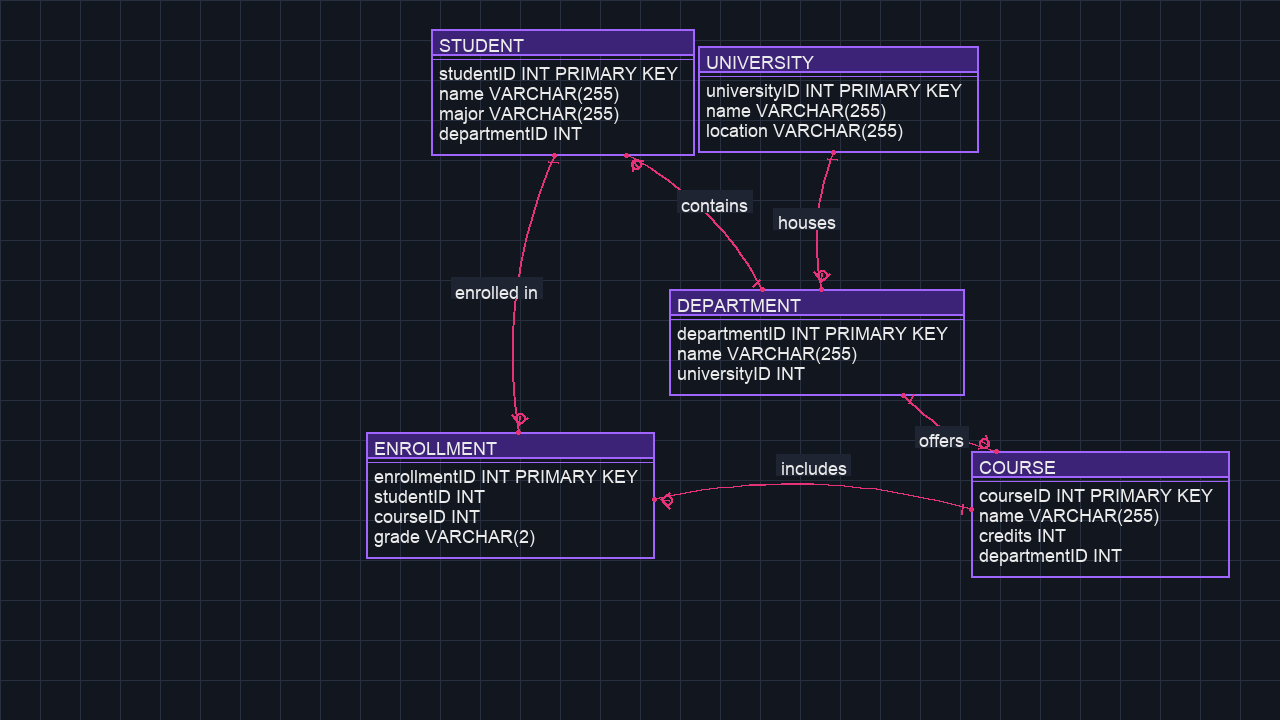 STUDENT
studentID INT PRIMARY KEY
name VARCHAR(255)
major VARCHAR(255)
departmentID INT
UNIVERSITY
universityID INT PRIMARY KEY
name VARCHAR(255)
location VARCHAR(255)
contains
houses
enrolled in
DEPARTMENT
departmentID INT PRIMARY KEY
name VARCHAR(255)
universityID INT
offers
ENROLLMENT
enrollmentID INT PRIMARY KEY
studentID INT
courseID INT
grade VARCHAR(2)
includes
COURSE
courseID INT PRIMARY KEY
name VARCHAR(255)
credits INT
departmentID INT